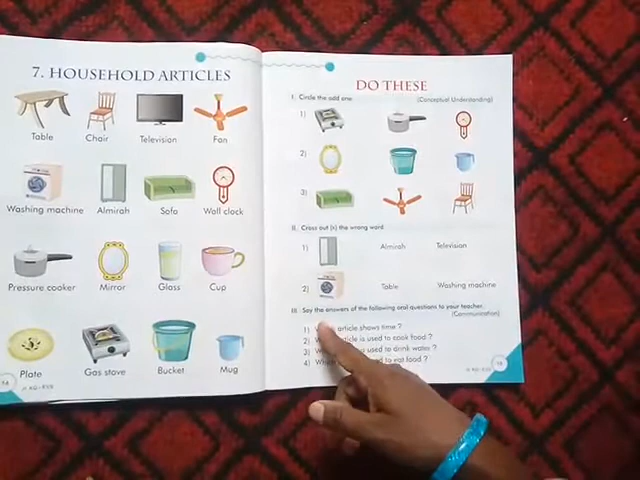 7. HOUSEHOLD ARTICLES
Table
Chair
Television
Fan
Washing machine
Almirah
Sofa
Wall clock
Pressure cooker
Mirror
Glass
Cup
Plate
Gas stove
Bucket
Mug
14
DO THESE
I. Circle the odd one. (Conceptual Understanding)
1)
2)
3)
II. Cross out (x) the wrong word.
1) Almirah Television
2) Table Washing machine
III. Say the answers of the following oral questions to your teacher.
(Communication)
1) article shows time ?
2) is used to cook food ?
3) used to drink water ?
4) used to eat food ?